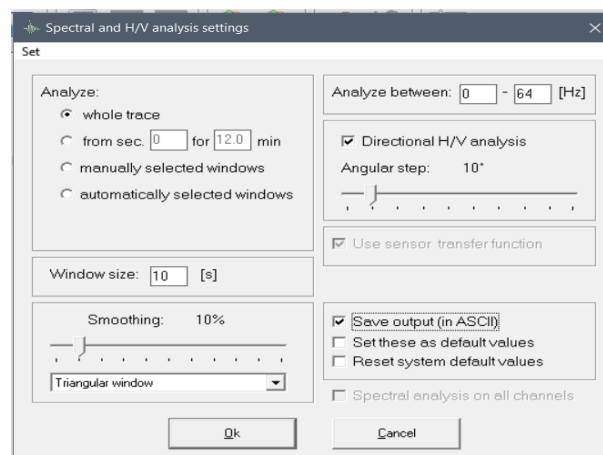 Spectral and H/V analysis settings
Set
Analyze:
whole trace
from sec. 0 for 12.0 min
manually selected windows
automatically selected windows
Window size: 10 [s]
Smoothing: 10%
Triangular window
Analyze between: 0 - 64 [Hz]
Directional H/V analysis
Angular step: 10°
Use sensor transfer function
Save output (in ASCII)
Set these as default values
Reset system default values
Spectral analysis on all channels
Ok
Cancel